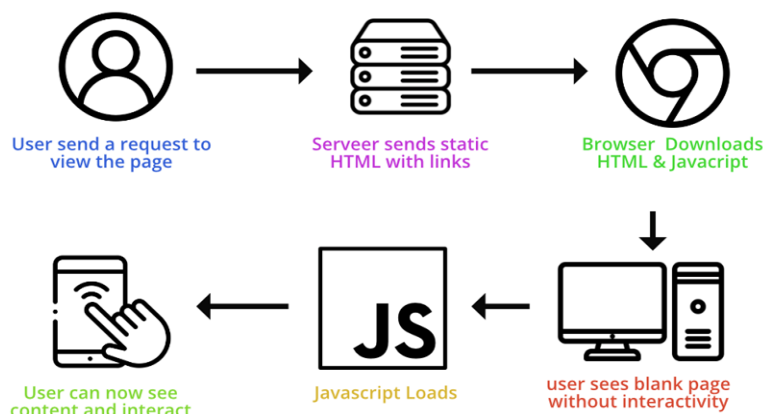 User send a request to
view the page
Serveer sends static
HTML with links
Browser Downloads
HTML & Javacript
JS
User can now see
content and interact
Javascript Loads
user sees blank page
without interactivity